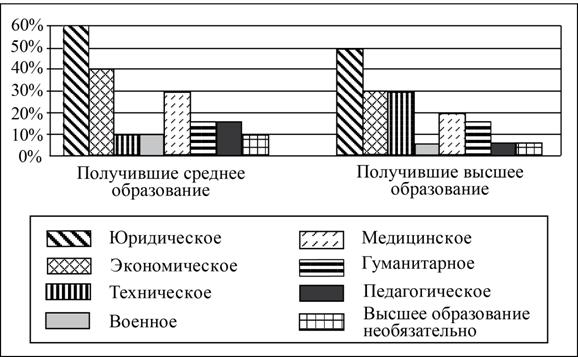 60%
50%
40%
30%
20%
10%
0%
Получившие среднее
образование
Получившие высшее
образование
Юридическое
Экономическое
Техническое
Военное
Медицинское
Гуманитарное
Педагогическое
Высшее образование
необязательно